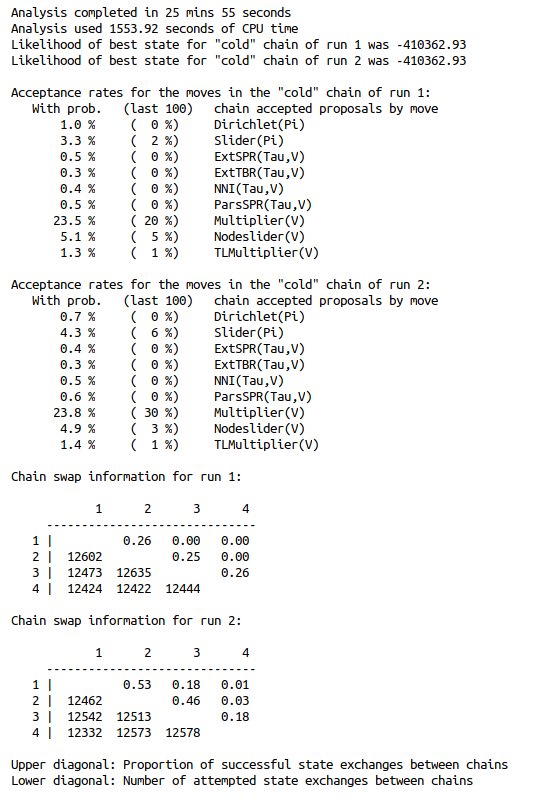 Analysis completed in 25 mins 55 seconds
Analysis used 1553.92 seconds of CPU time
Likelihood of best state for "cold" chain of run 1 was -410362.93
Likelihood of best state for "cold" chain of run 2 was -410362.93

Acceptance rates for the moves in the "cold" chain of run 1:
   With prob.   (last 100)   chain accepted proposals by move
       1.0 %     (  0 %)     Dirichlet(Pi)
       3.3 %     (  2 %)     Slider(Pi)
       0.5 %     (  0 %)     ExtSPR(Tau,V)
       0.3 %     (  0 %)     ExtTBR(Tau,V)
       0.4 %     (  0 %)     NNI(Tau,V)
       0.5 %     (  0 %)     ParsSPR(Tau,V)
      23.5 %     ( 20 %)     Multiplier(V)
       5.1 %     (  5 %)     Nodeslider(V)
       1.3 %     (  1 %)     TLMultiplier(V)

Acceptance rates for the moves in the "cold" chain of run 2:
   With prob.   (last 100)   chain accepted proposals by move
       0.7 %     (  0 %)     Dirichlet(Pi)
       4.3 %     (  6 %)     Slider(Pi)
       0.4 %     (  0 %)     ExtSPR(Tau,V)
       0.3 %     (  0 %)     ExtTBR(Tau,V)
       0.5 %     (  0 %)     NNI(Tau,V)
       0.6 %     (  0 %)     ParsSPR(Tau,V)
      23.8 %     ( 30 %)     Multiplier(V)
       4.9 %     (  3 %)     Nodeslider(V)
       1.4 %     (  1 %)     TLMultiplier(V)

Chain swap information for run 1:

            1      2      3      4
     -----------------------------
   1 |          0.26   0.00   0.00
   2 |  12602          0.25   0.00
   3 |  12473  12635          0.26
   4 |  12424  12422  12444

Chain swap information for run 2:

            1      2      3      4
     -----------------------------
   1 |          0.53   0.18   0.01
   2 |  12462          0.46   0.03
   3 |  12542  12513          0.18
   4 |  12332  12573  12578

Upper diagonal: Proportion of successful state exchanges between chains
Lower diagonal: Number of attempted state exchanges between chains